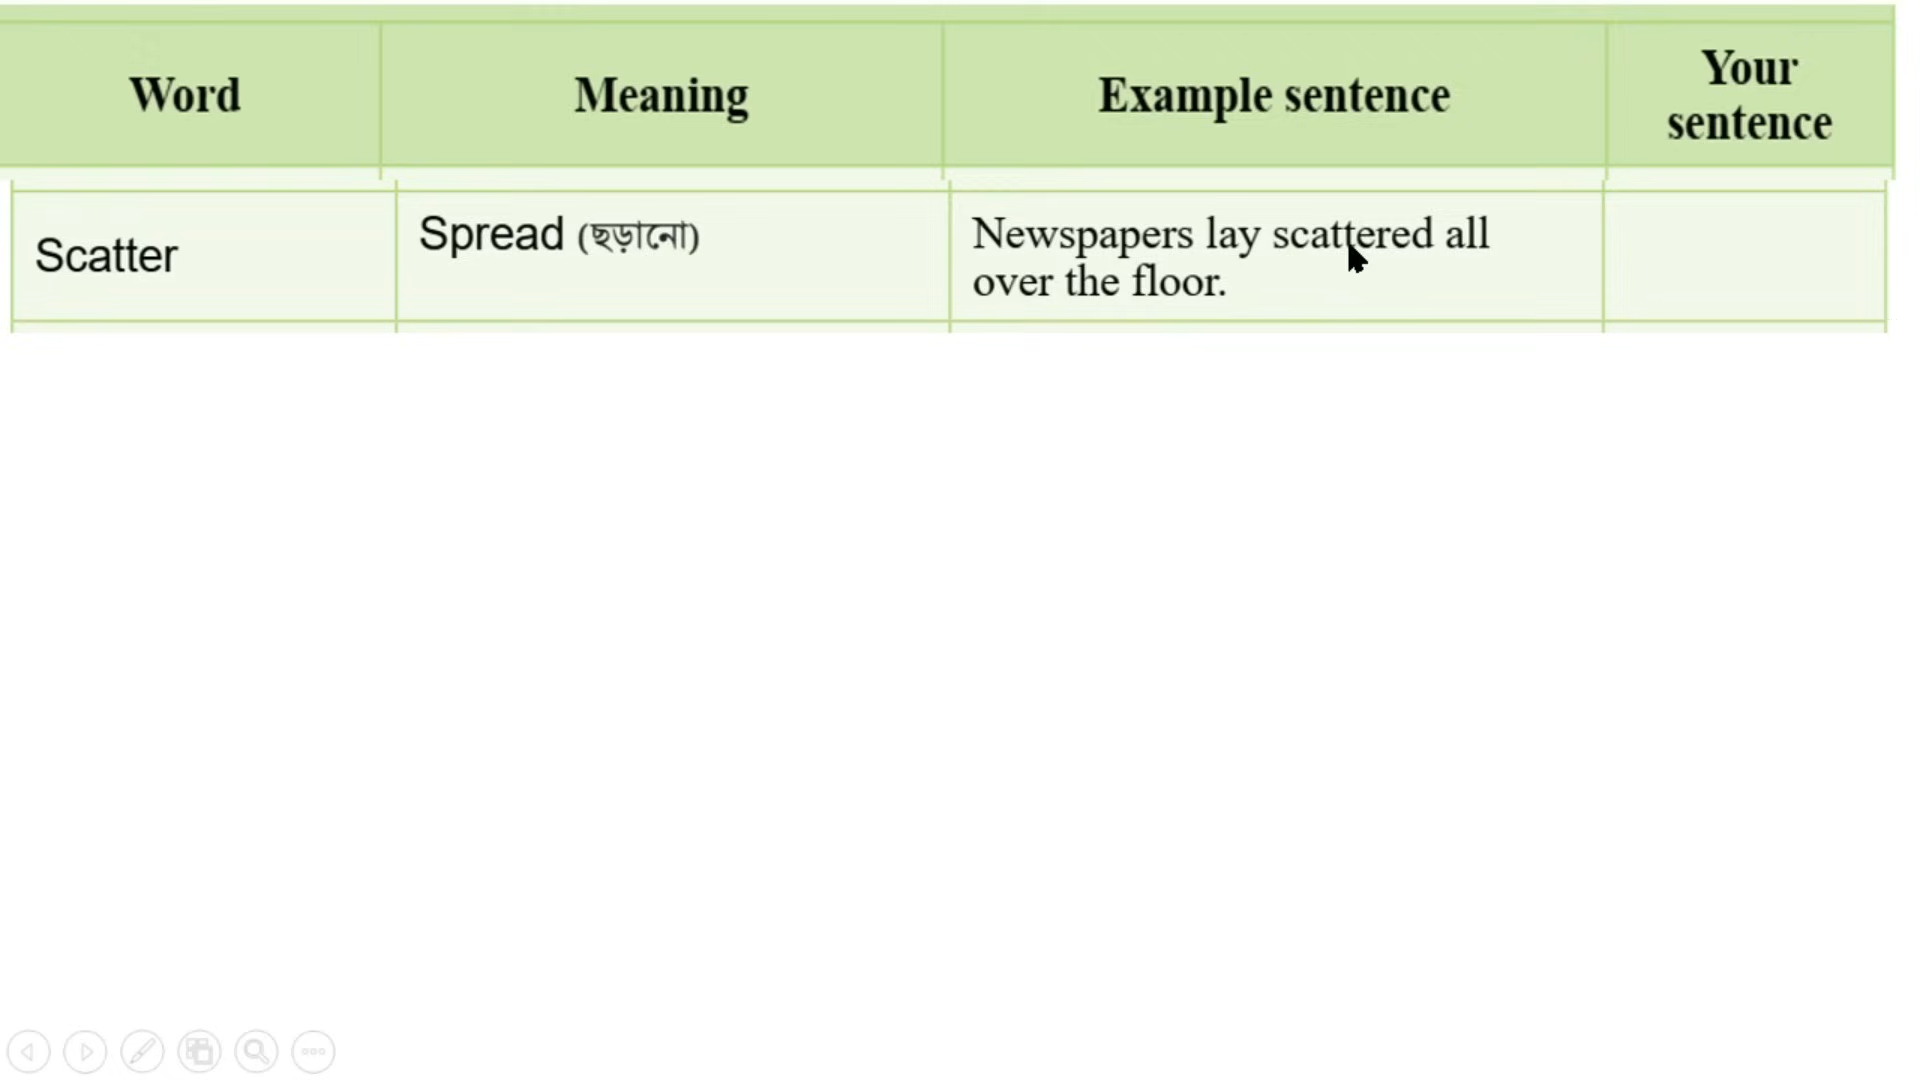 Word
Meaning
Example sentence
Your
sentence
Scatter
Spread (ছড়ানো)
Newspapers lay scattered all
over the floor.